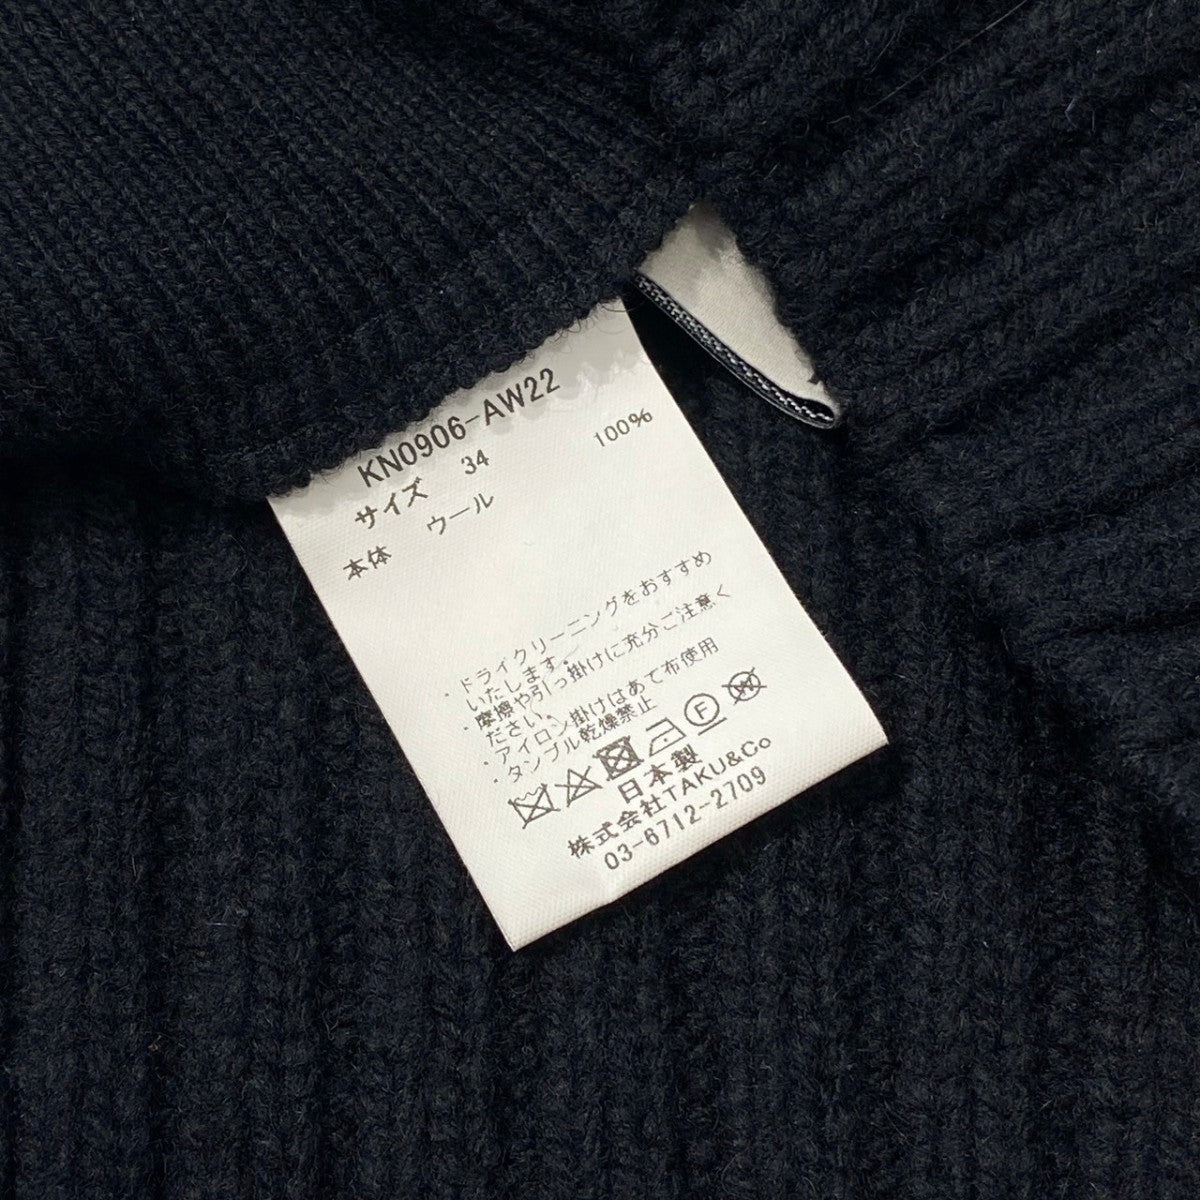 KN0906-AW22
サイズ 34
本体 ウール 100%
・ドライクリーニングをおすすめ
いたします。
・摩擦や引っ掛けに充分ご注意く
ださい。
・アイロン掛けはあて布使用
・タンブル乾燥禁止
F W
日本製
株式会社TAKU&Co
03-6712-2709